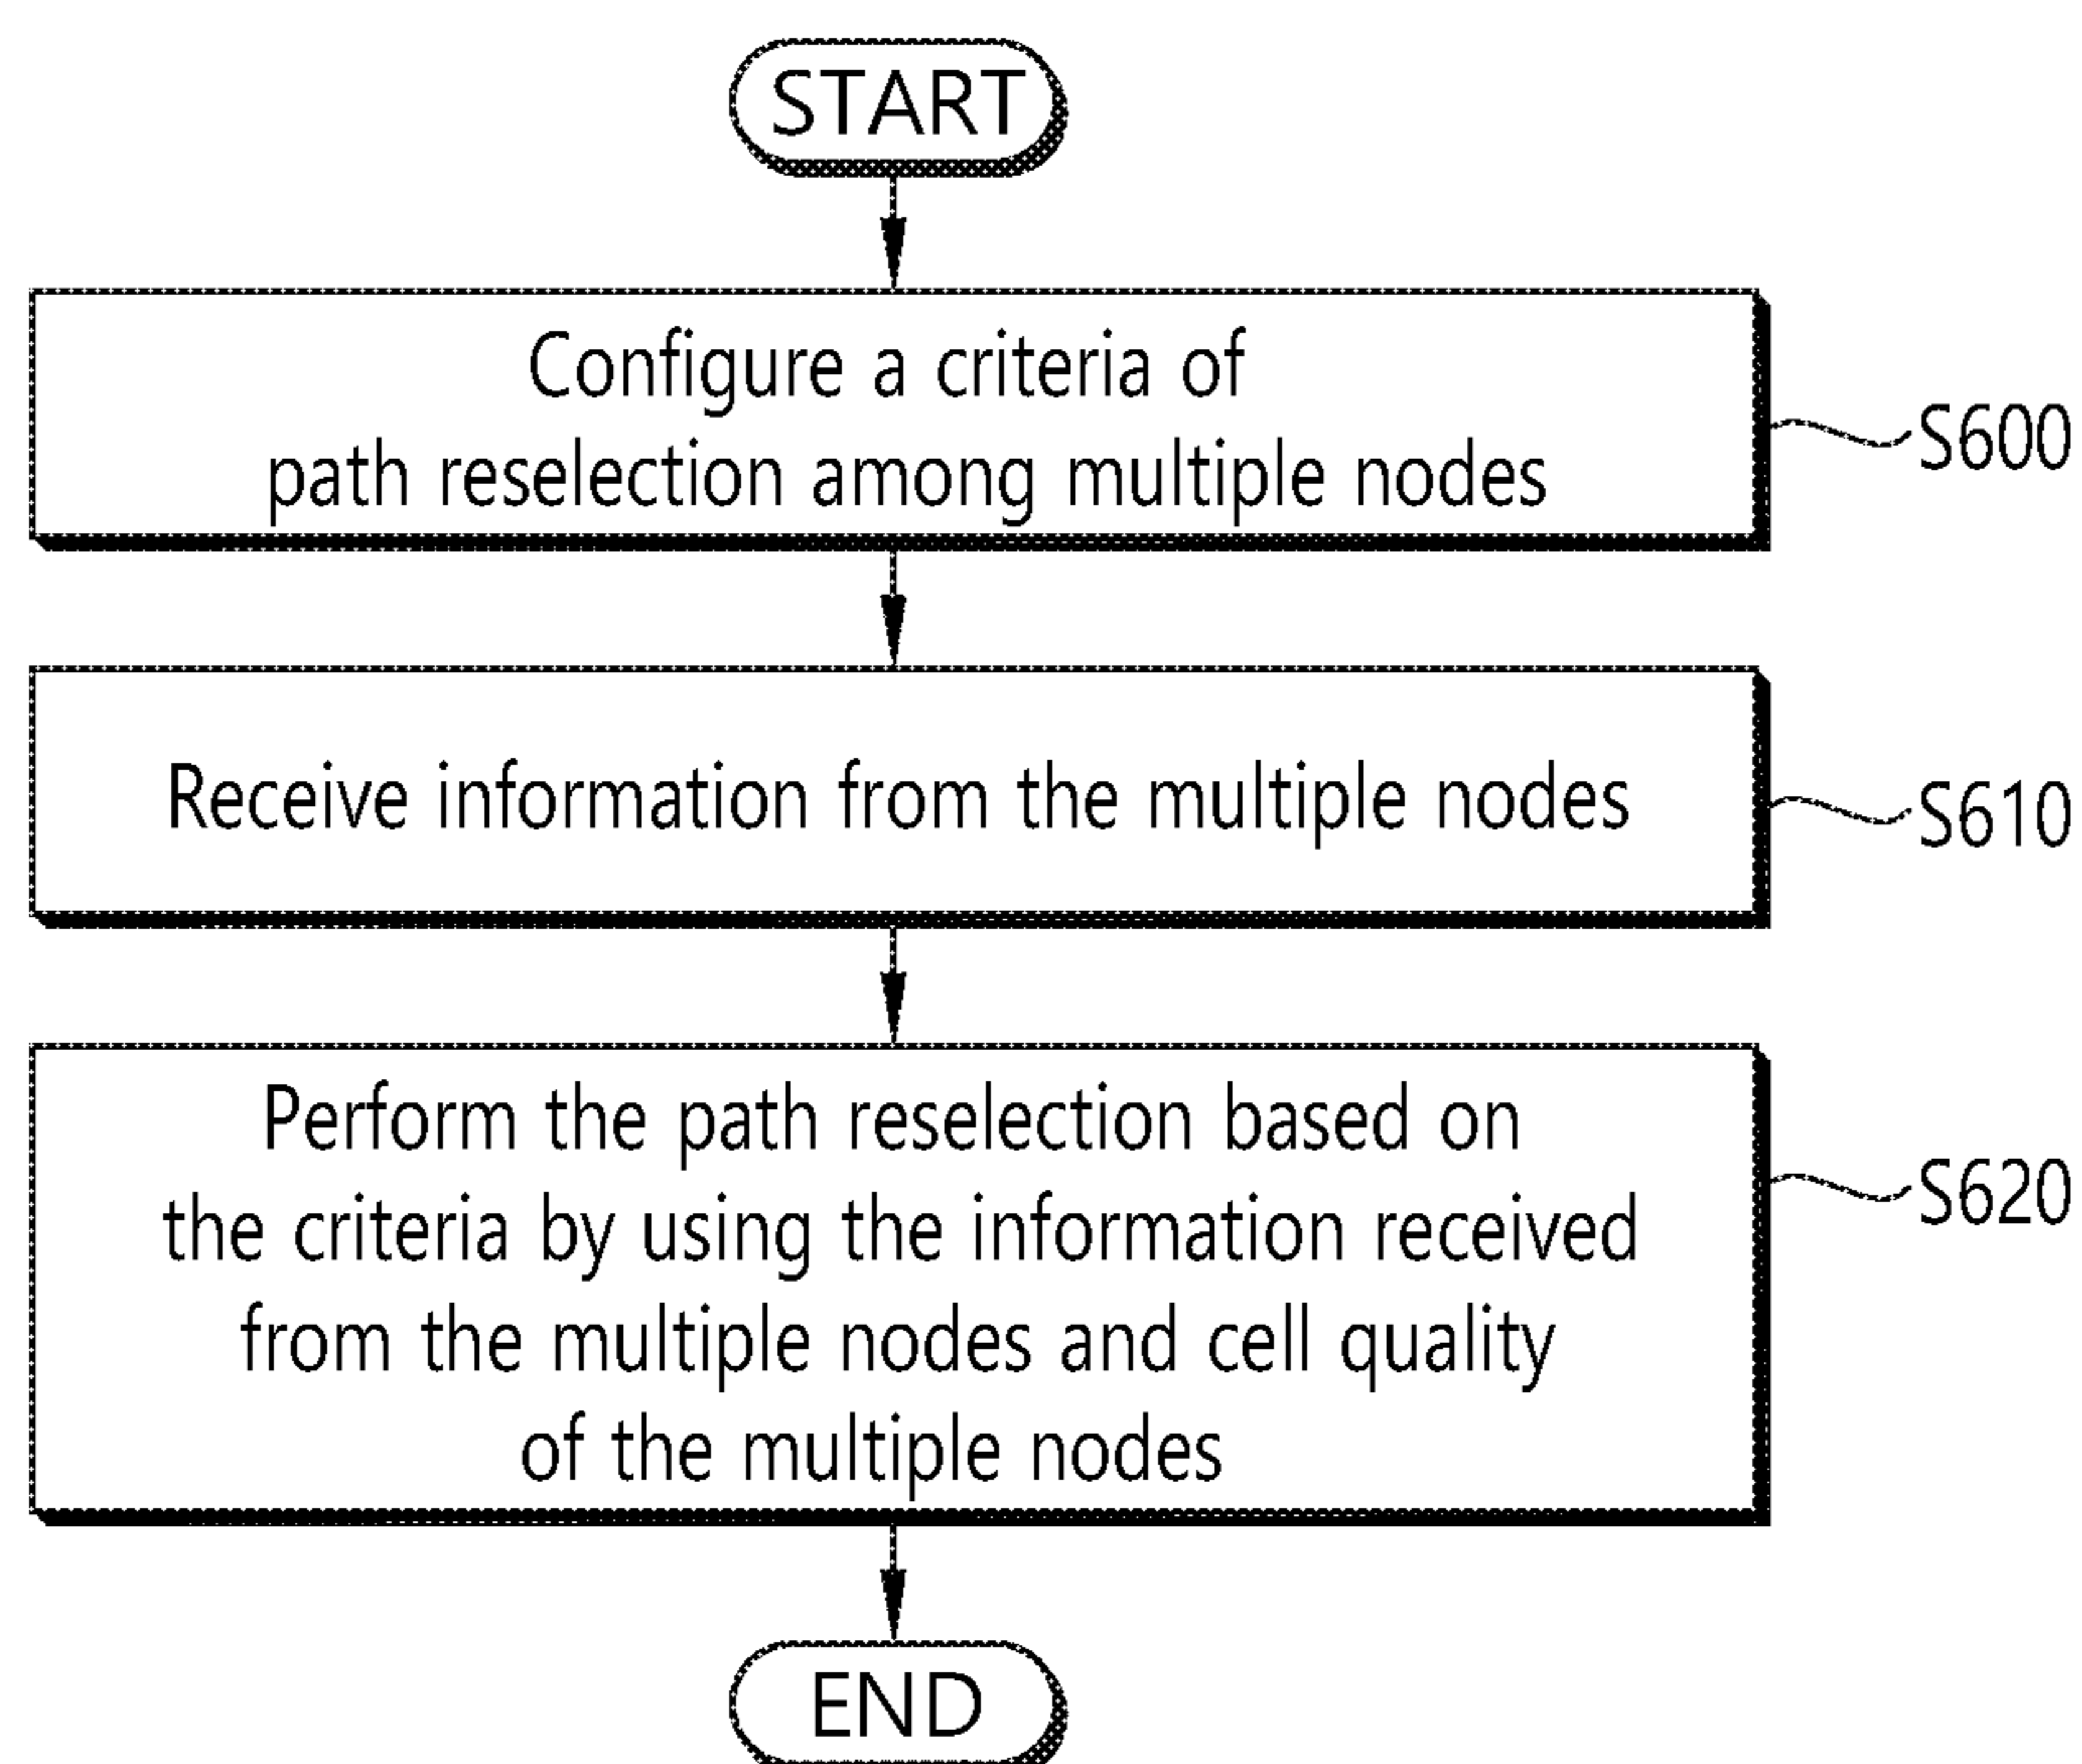 START
Configure a criteria of
path reselection among multiple nodes
S600
Receive information from the multiple nodes
S610
Perform the path reselection based on
the criteria by using the information received
from the multiple nodes and cell quality
of the multiple nodes
S620
END